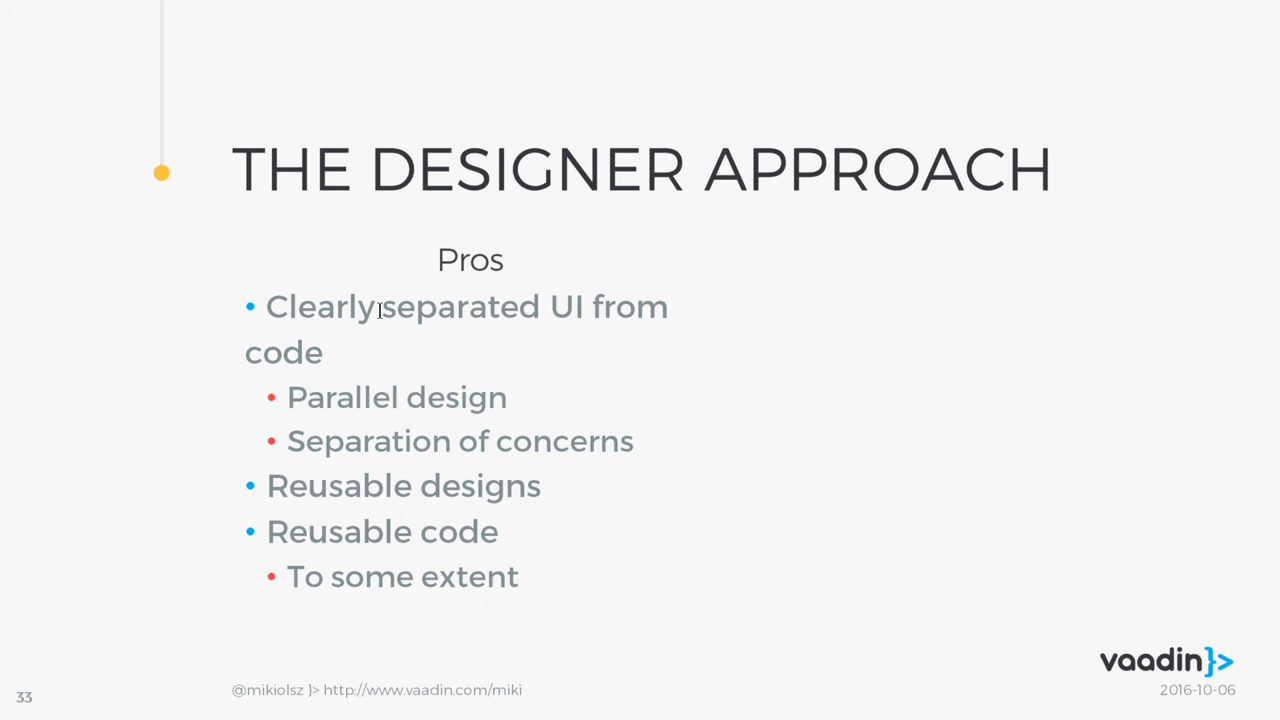 THE DESIGNER APPROACH
Pros
• Clearly separated UI from
code
• Parallel design
• Separation of concerns
• Reusable designs
• Reusable code
• To some extent
vaadin}>
33
@mikiolsz }> http://www.vaadin.com/miki
2016-10-06